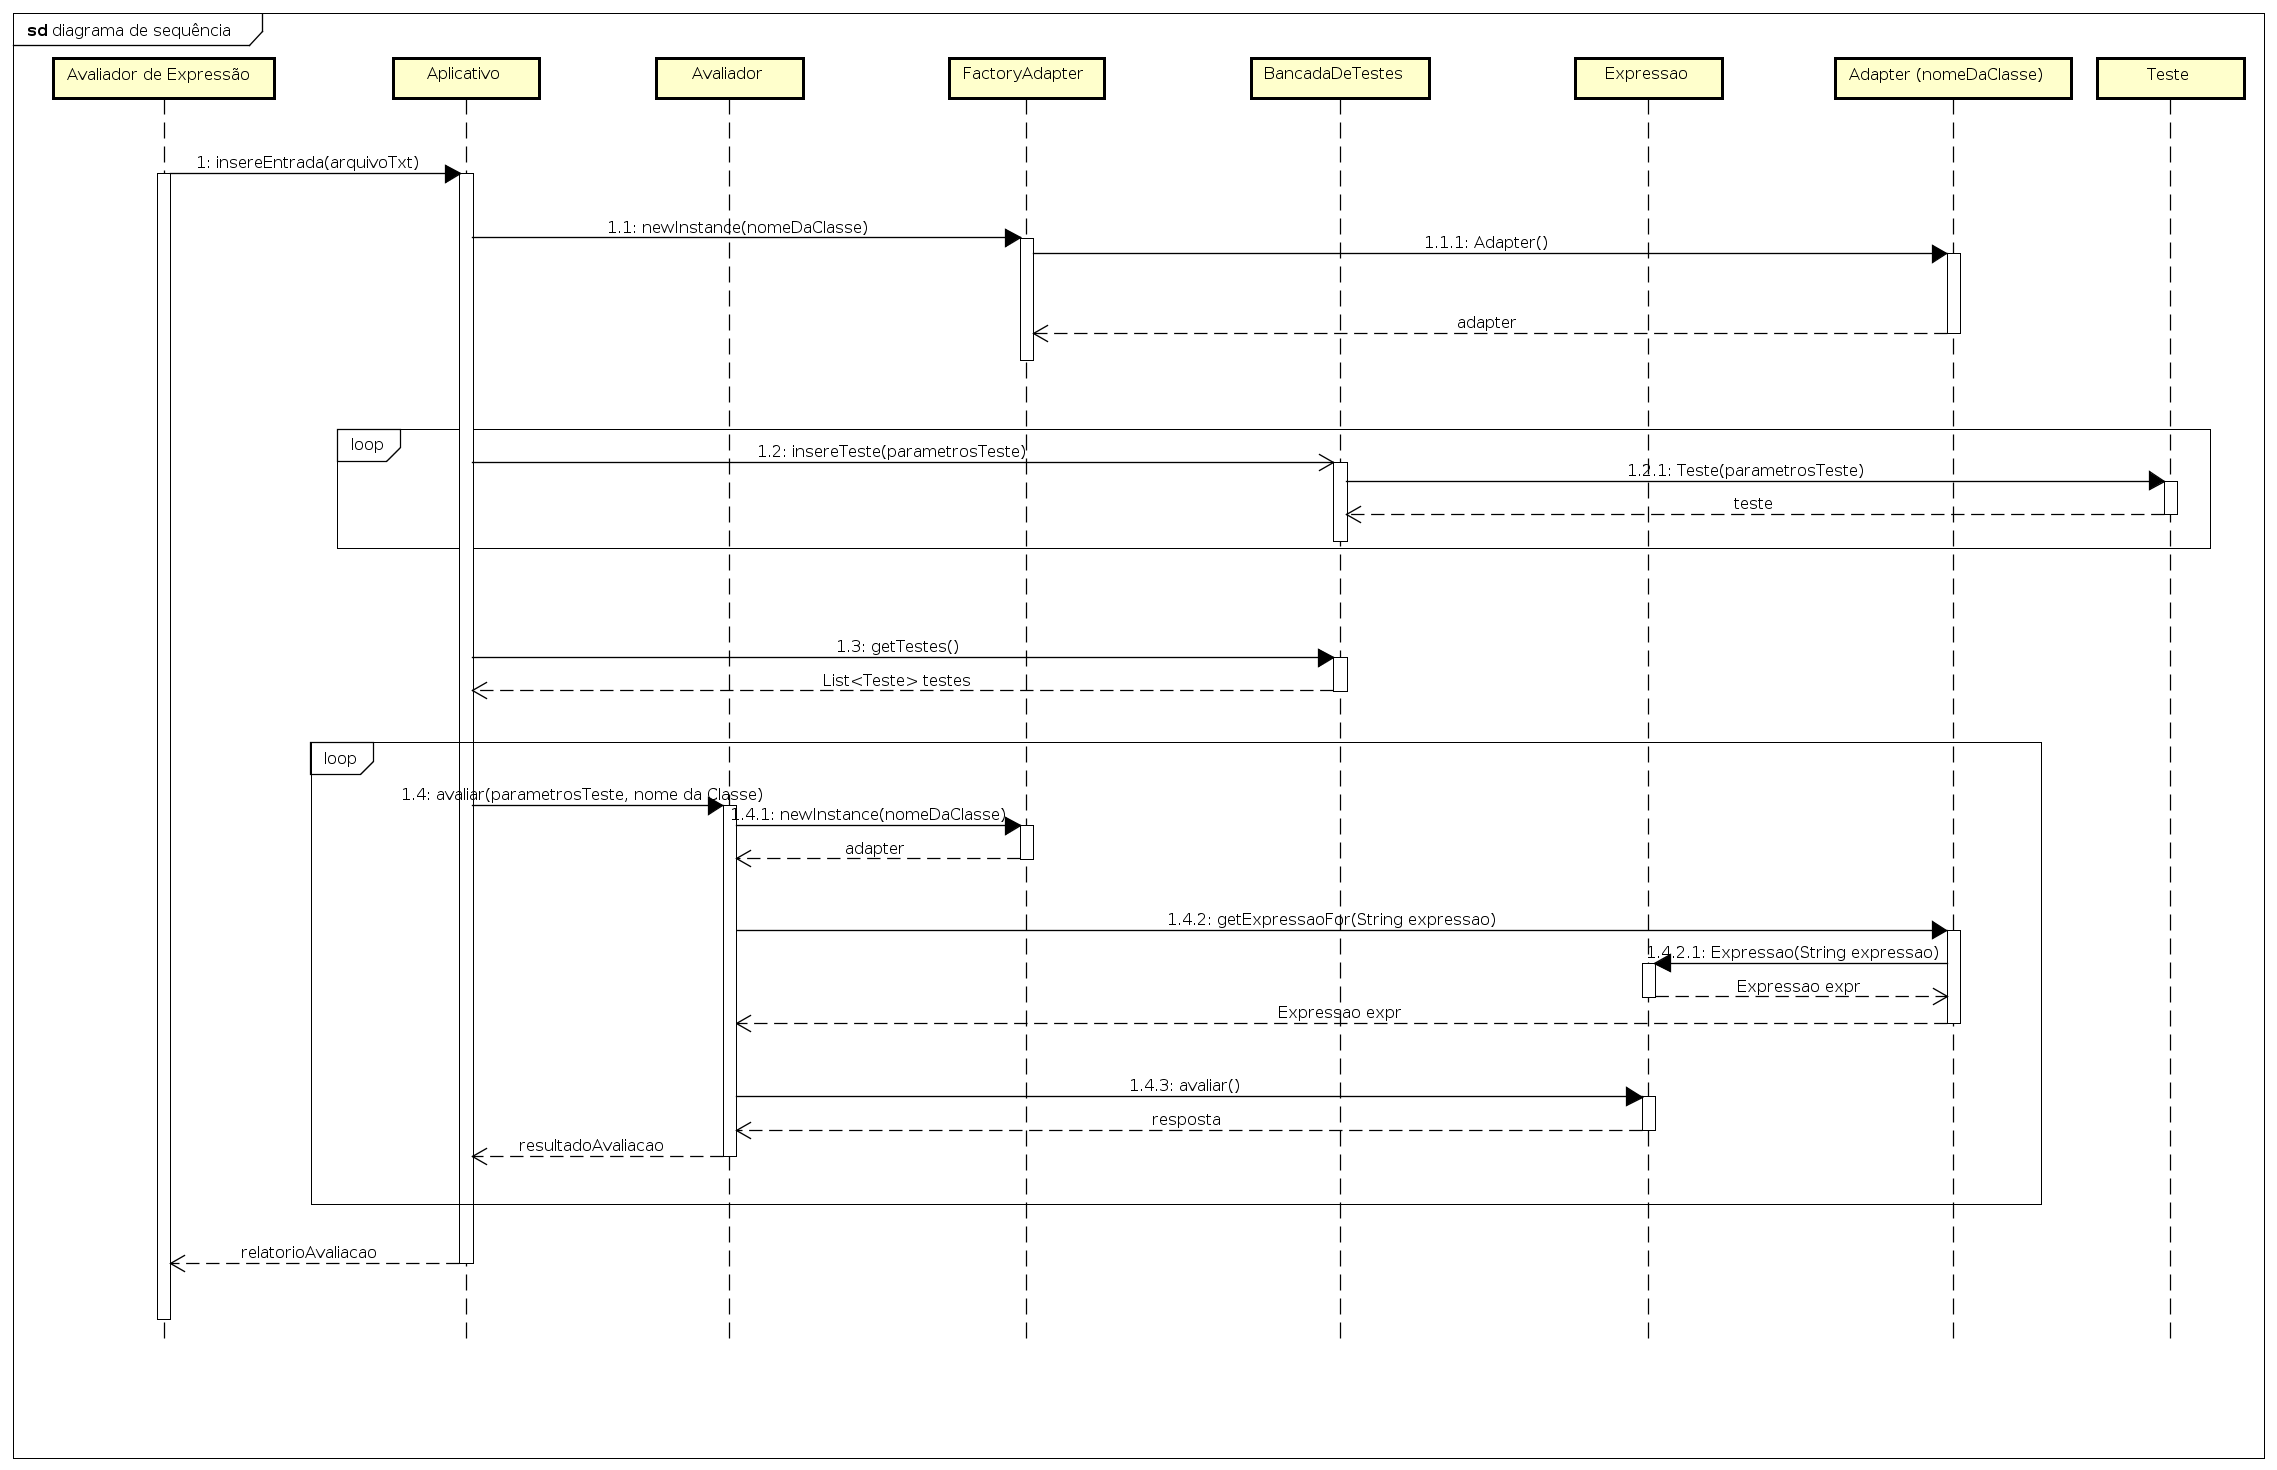 sd diagrama de sequência
Avaliador de Expressão
Aplicativo
Avaliador
FactoryAdapter
BancadaDeTestes
Expressao
Adapter (nomeDaClasse)
Teste
1: insereEntrada(arquivoTxt)
1.1: newInstance(nomeDaClasse)
1.1.1: Adapter()
adapter
loop
1.2: insereTeste(parametrosTeste)
1.2.1: Teste(parametrosTeste)
teste
1.3: getTestes()
List<Teste> testes
loop
1.4: avaliar(parametrosTeste, nome da Classe)
1.4.1: newInstance(nomeDaClasse)
adapter
1.4.2: getExpressaoFor(String expressao)
1.4.2.1: Expressao(String expressao)
Expressao expr
Expressao expr
1.4.3: avaliar()
resposta
resultadoAvaliacao
relatorioAvaliacao